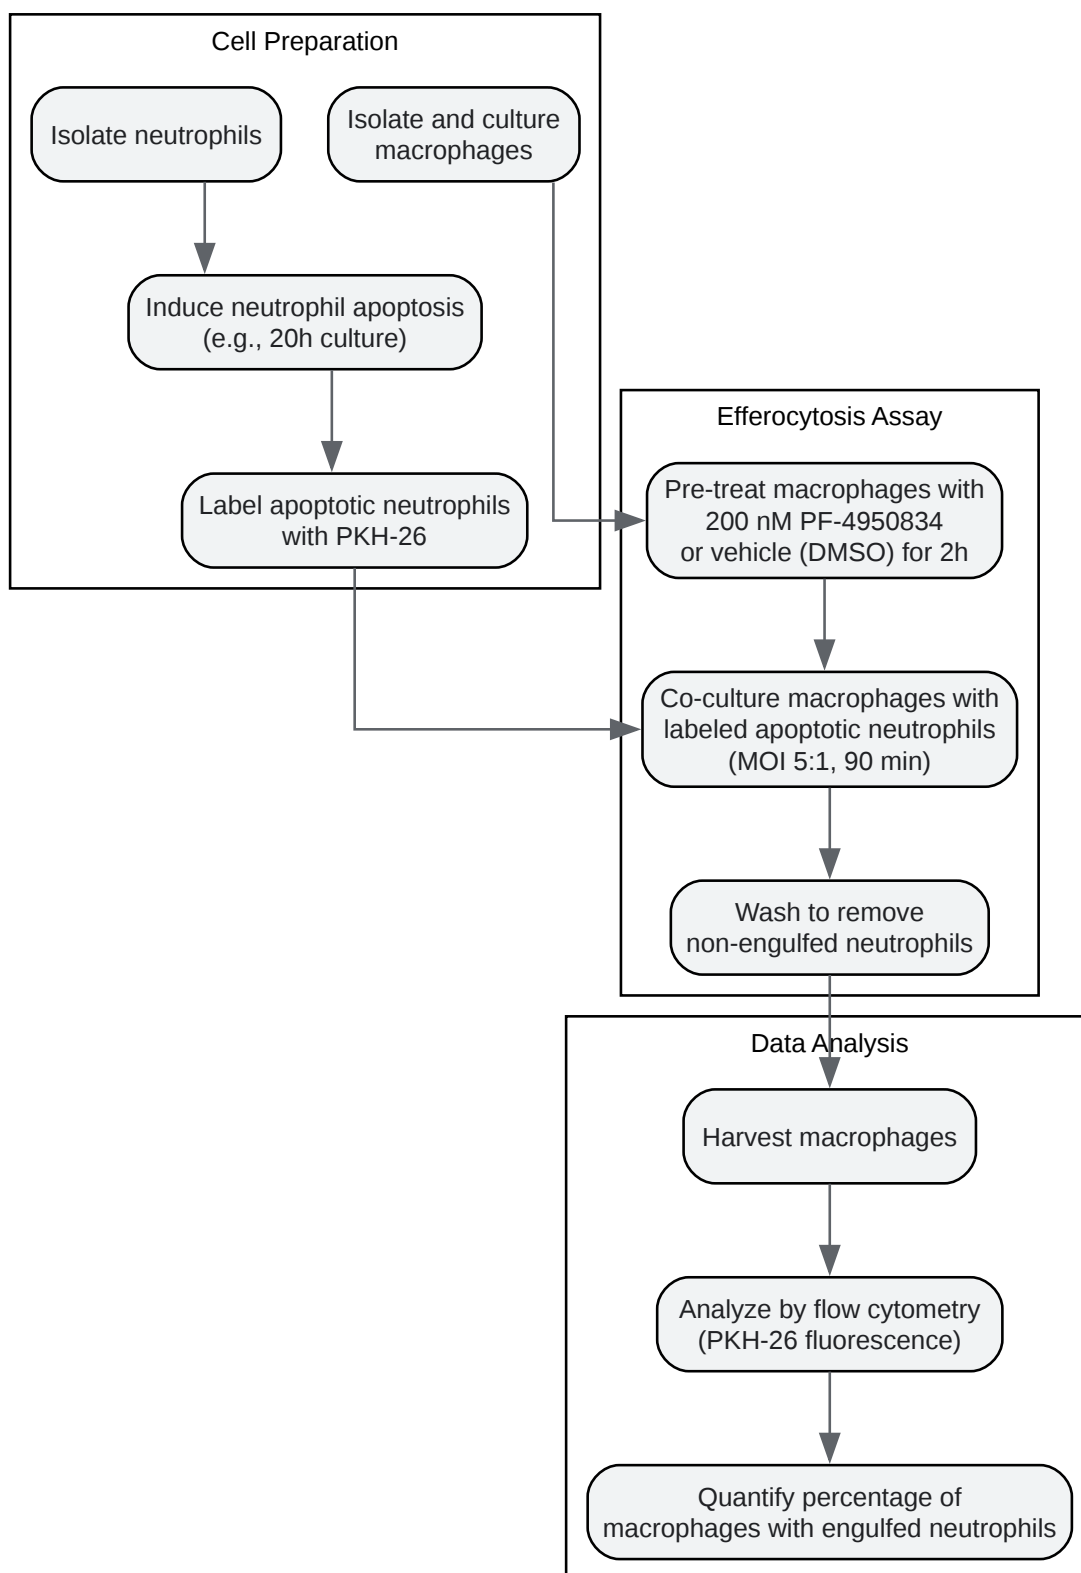 Cell Preparation
Isolate neutrophils
Isolate and culture
macrophages
Induce neutrophil apoptosis
(e.g., 20h culture)
Label apoptotic neutrophils
with PKH-26
Efferocytosis Assay
Pre-treat macrophages with
200 nM PF-4950834
or vehicle (DMSO) for 2h
Co-culture macrophages with
labeled apoptotic neutrophils
(MOI 5:1, 90 min)
Wash to remove
non-engulfed neutrophils
Data Analysis
Harvest macrophages
Analyze by flow cytometry
(PKH-26 fluorescence)
Quantify percentage of
macrophages with engulfed neutrophils